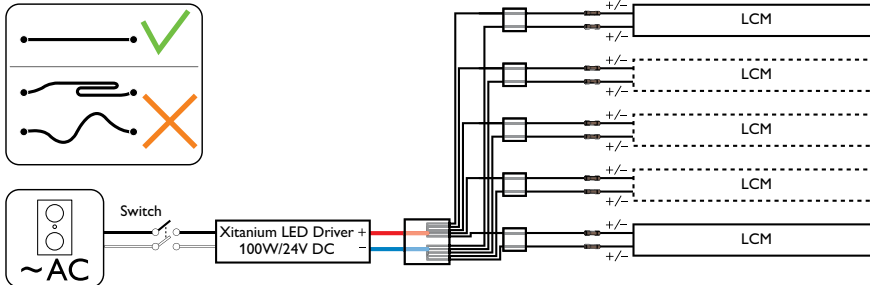 +/–
LCM
+/–
+/–
LCM
+/–
+/–
LCM
+/–
+/–
LCM
+/–
+/–
LCM
+/–
Switch
Xitanium LED Driver +
100W/24V DC –
~AC